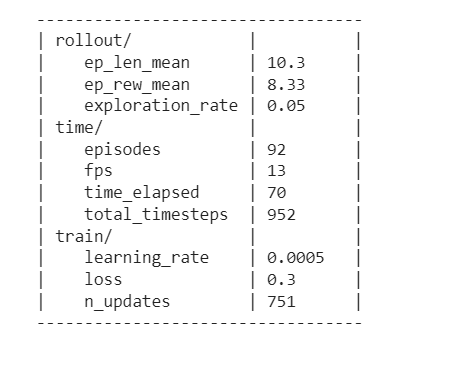 -----------------------------------
| rollout/            |           |
|    ep_len_mean      | 10.3      |
|    ep_rew_mean      | 8.33      |
|    exploration_rate | 0.05      |
| time/               |           |
|    episodes         | 92        |
|    fps              | 13        |
|    time_elapsed     | 70        |
|    total_timesteps  | 952       |
| train/              |           |
|    learning_rate    | 0.0005    |
|    loss             | 0.3       |
|    n_updates        | 751       |
-----------------------------------